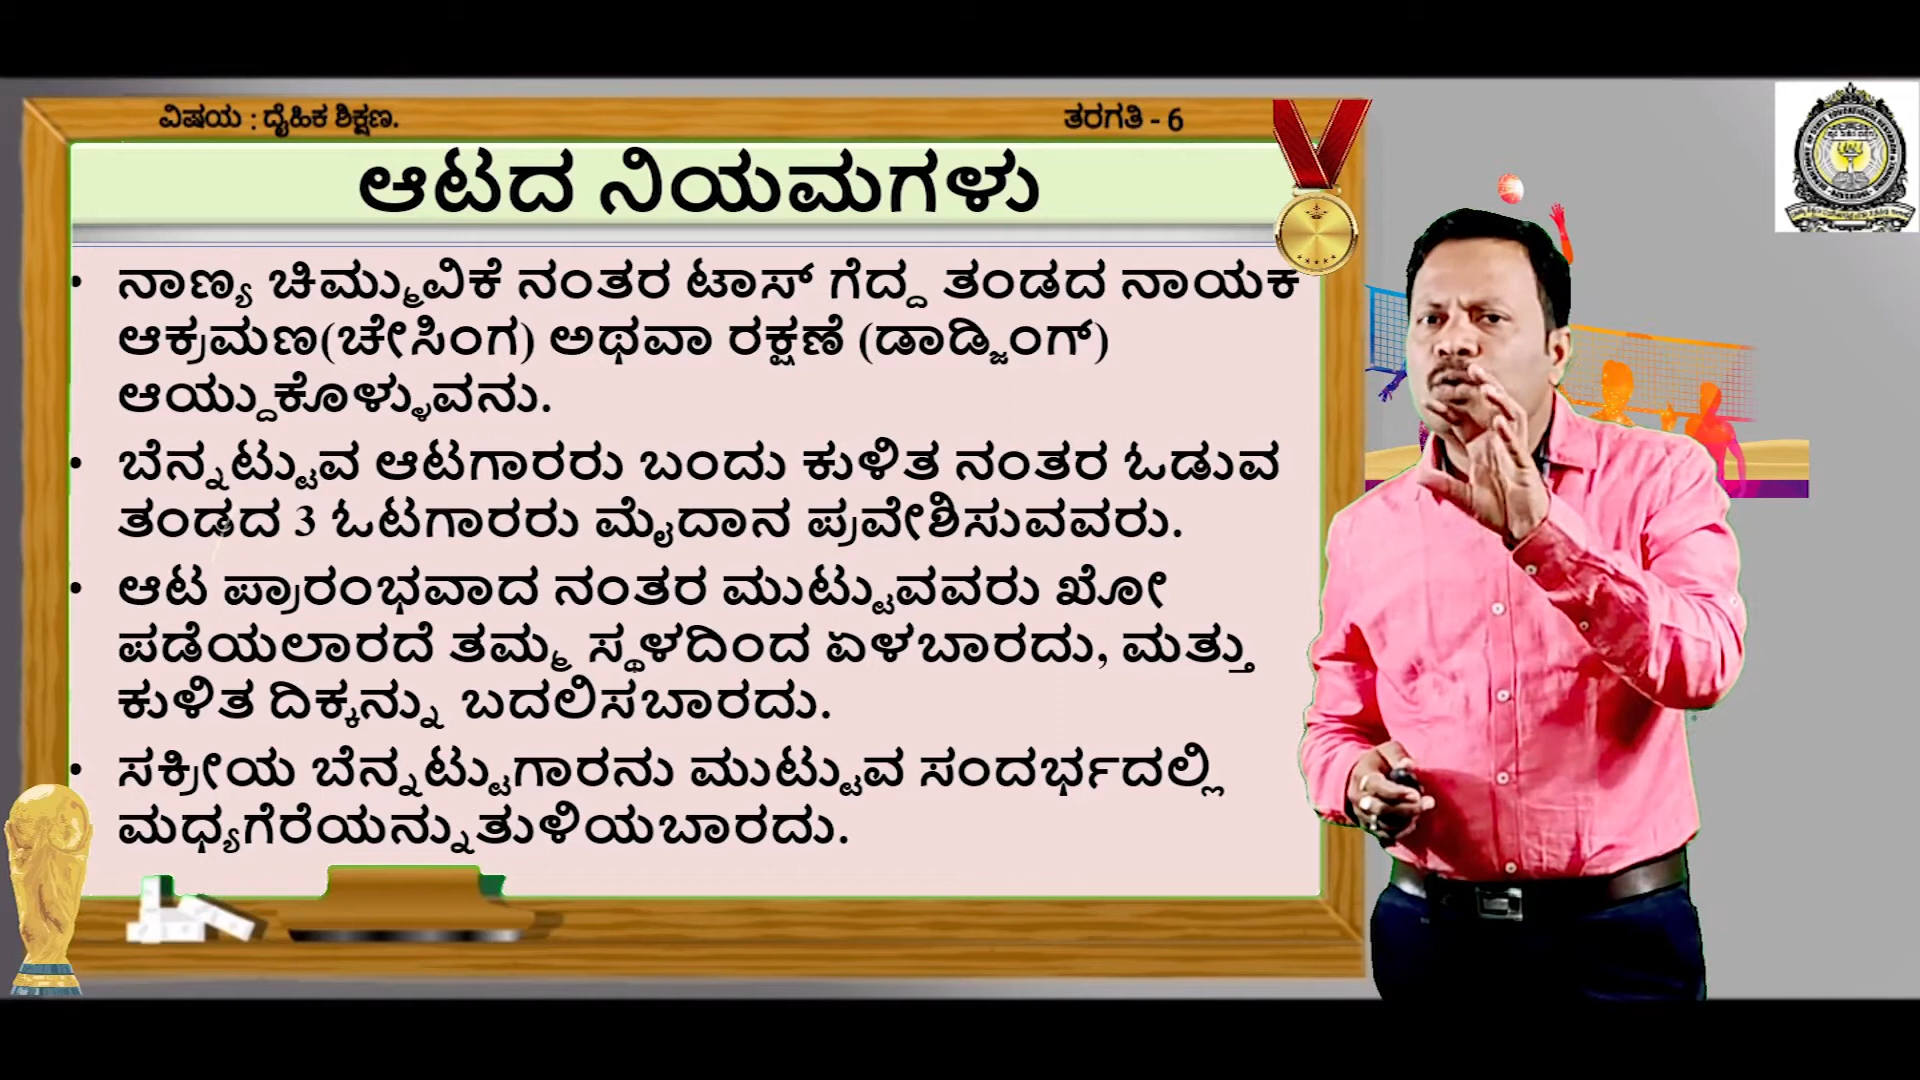 ವಿಷಯ : ದೈಹಿಕ ಶಿಕ್ಷಣ.
ತರಗತಿ - 6
ಆಟದ ನಿಯಮಗಳು
• ನಾಣ್ಯ ಚಿಮ್ಮುವಿಕೆ ನಂತರ ಟಾಸ್ ಗೆದ್ದ ತಂಡದ ನಾಯಕ
ಆಕ್ರಮಣ(ಚೇಸಿಂಗ) ಅಥವಾ ರಕ್ಷಣೆ (ಡಾಡ್ಜಿಂಗ್)
ಆಯ್ದುಕೊಳ್ಳುವನು.
• ಬೆನ್ನಟ್ಟುವ ಆಟಗಾರರು ಬಂದು ಕುಳಿತ ನಂತರ ಓಡುವ
ತಂಡದ 3 ಓಟಗಾರರು ಮೈದಾನ ಪ್ರವೇಶಿಸುವವರು.
• ಆಟ ಪ್ರಾರಂಭವಾದ ನಂತರ ಮುಟ್ಟುವವರು ಖೋ
ಪಡೆಯಲಾರದೆ ತಮ್ಮ ಸ್ಥಳದಿಂದ ಏಳಬಾರದು, ಮತ್ತು
ಕುಳಿತ ದಿಕ್ಕನ್ನು ಬದಲಿಸಬಾರದು.
• ಸಕ್ರೀಯ ಬೆನ್ನಟ್ಟುಗಾರನು ಮುಟ್ಟುವ ಸಂದರ್ಭದಲ್ಲಿ
ಮಧ್ಯಗೆರೆಯನ್ನುತುಳಿಯಬಾರದು.